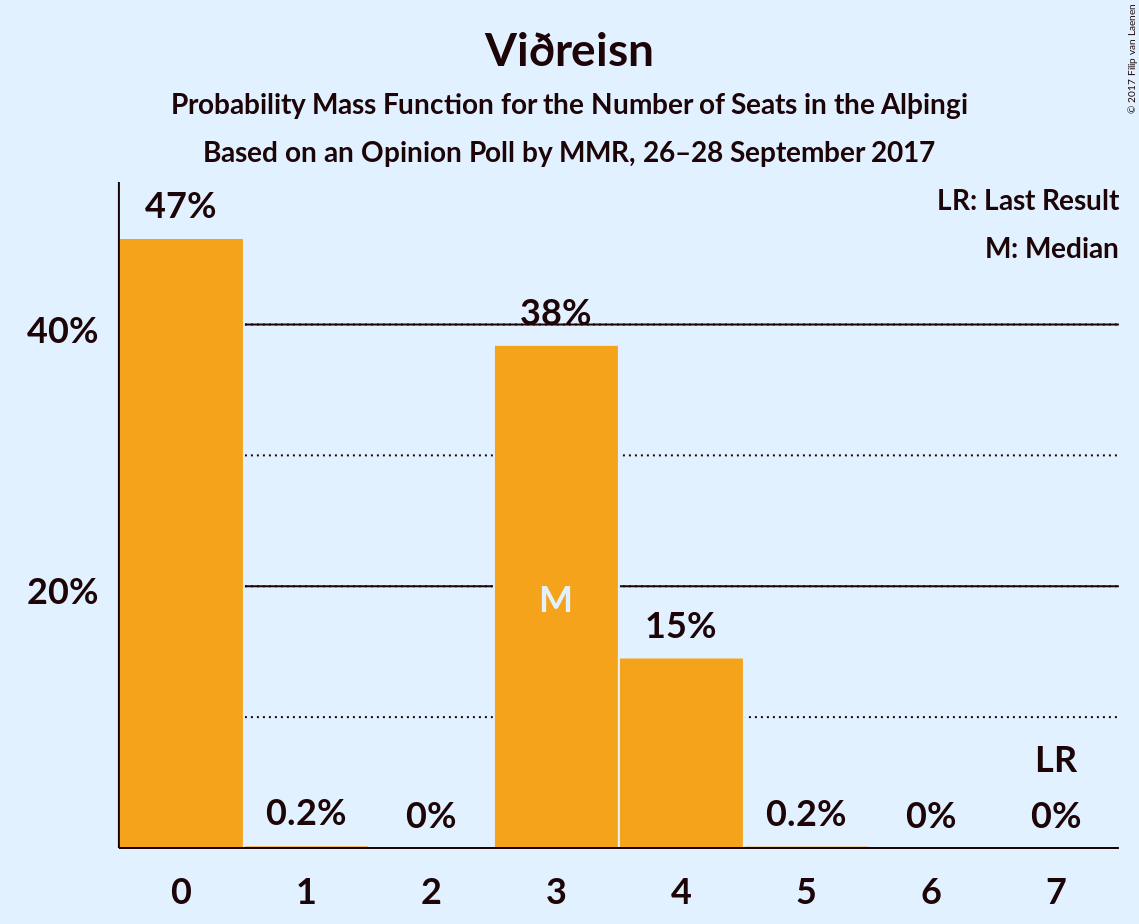 Viðreisn
Probability Mass Function for the Number of Seats in the Alþingi
Based on an Opinion Poll by MMR, 26–28 September 2017
© 2017 Filip van Laenen
LR: Last Result
M: Median
47%
38%
40%
M
20%
15%
LR
0.2%
0%
0.2%
0%
0%
0 1 2 3 4 5 6 7